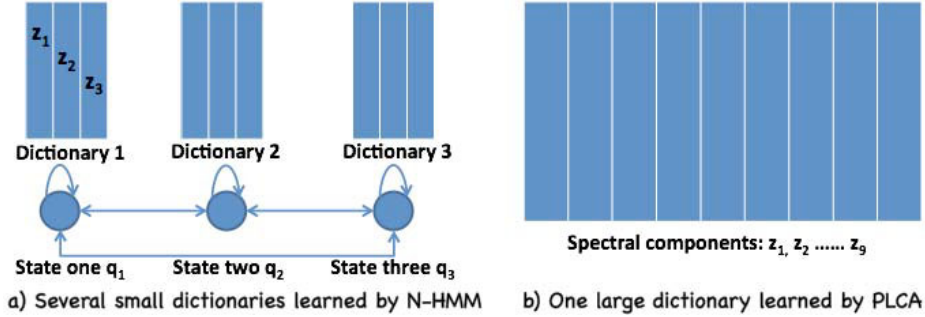 z1
z2
z3
Dictionary 1 Dictionary 2 Dictionary 3
State one q1 State two q2 State three q3
a) Several small dictionaries learned by N-HMM
Spectral components: z1, z2 ...... z9
b) One large dictionary learned by PLCA